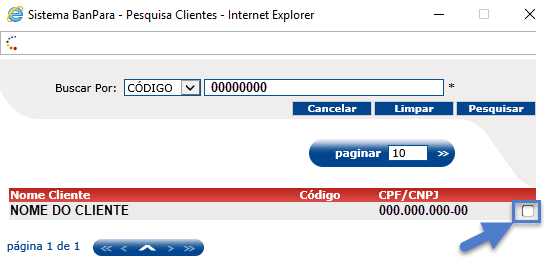 Sistema BanPara - Pesquisa Clientes - Internet Explorer
Buscar Por: CÓDIGO 00000000 *
Cancelar Limpar Pesquisar
paginar 10 >>
Nome Cliente Código CPF/CNPJ
NOME DO CLIENTE 000.000.000-00
página 1 de 1 << < > >>